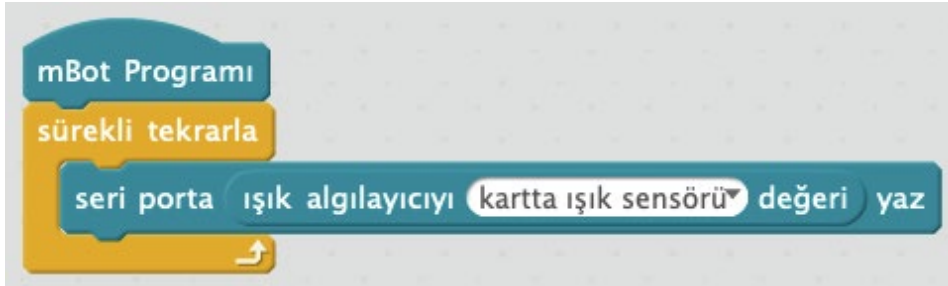 mBot Programı
sürekli tekrarla
seri porta ışık algılayıcıyı kartta ışık sensörü değeri yaz